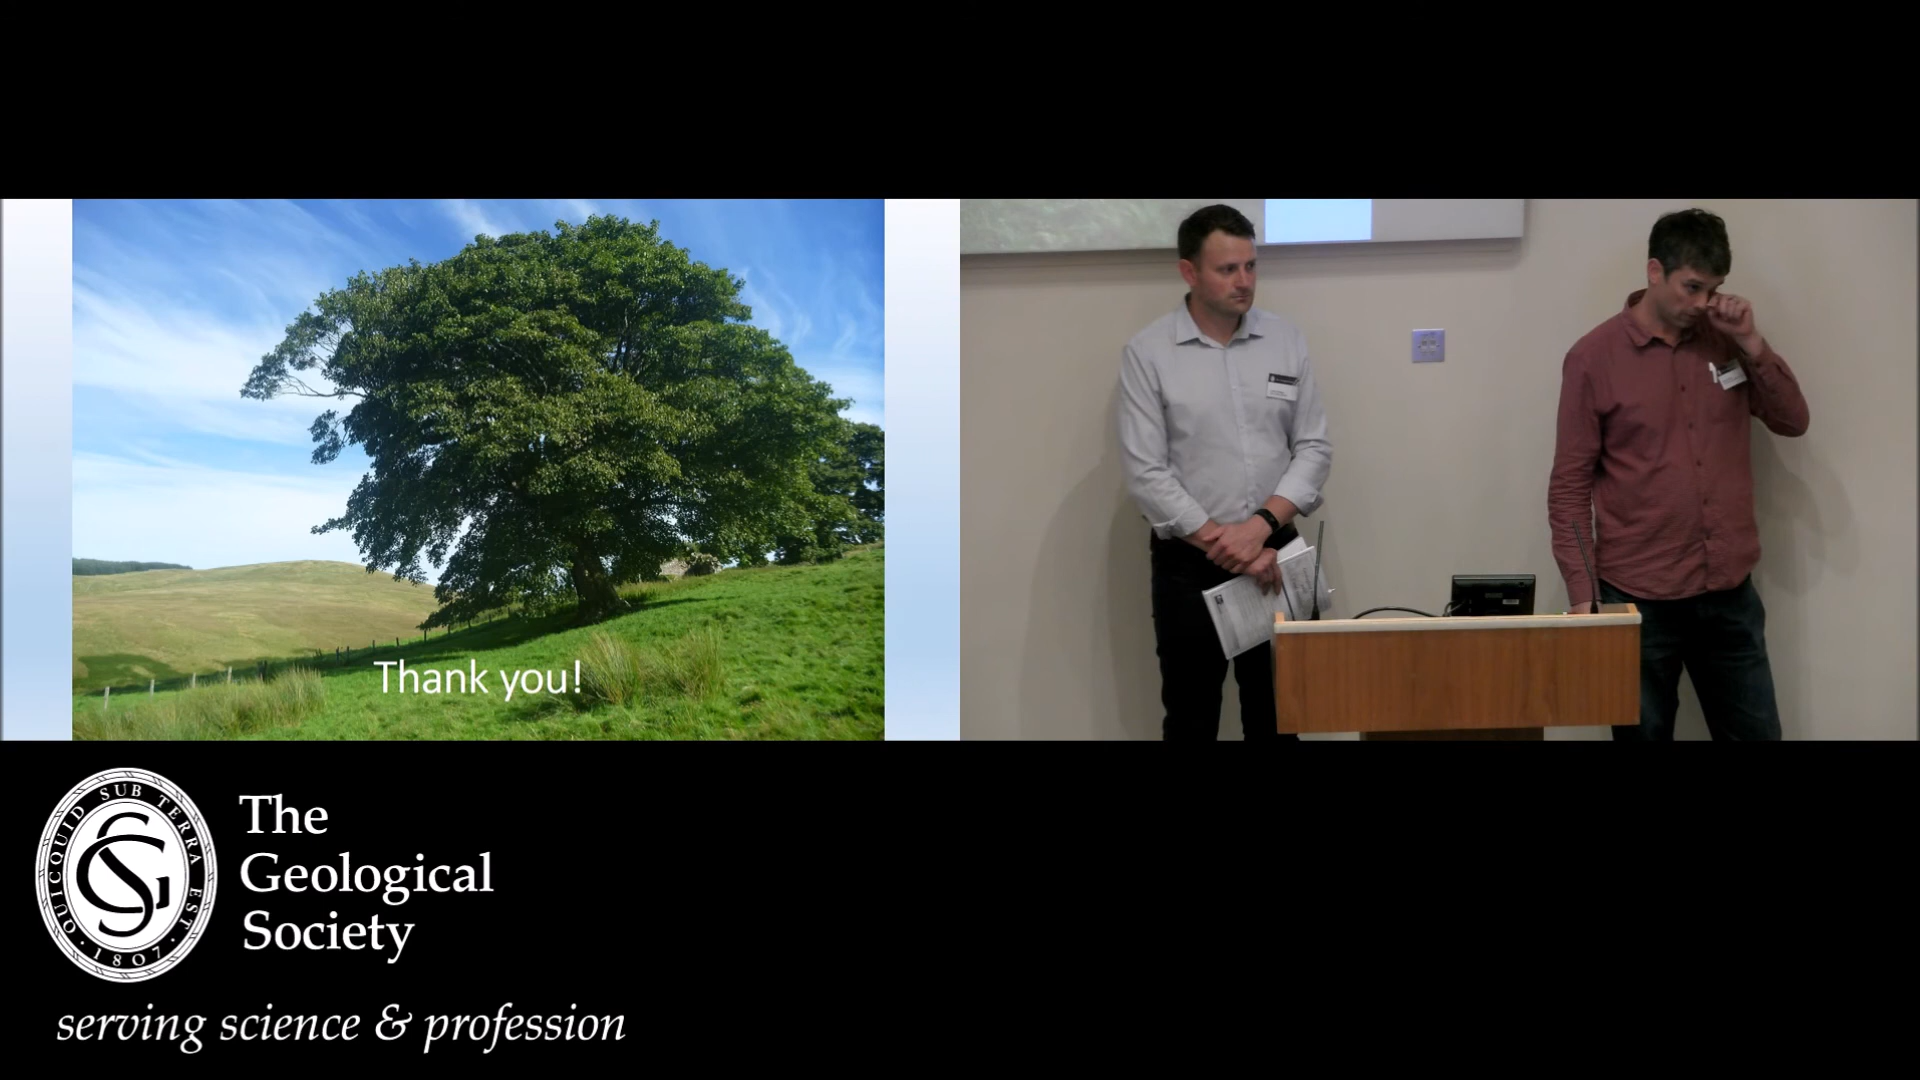 Thank you!
QUICQUID SUB TERRA EST
1807
GS
The
Geological
Society
serving science & profession